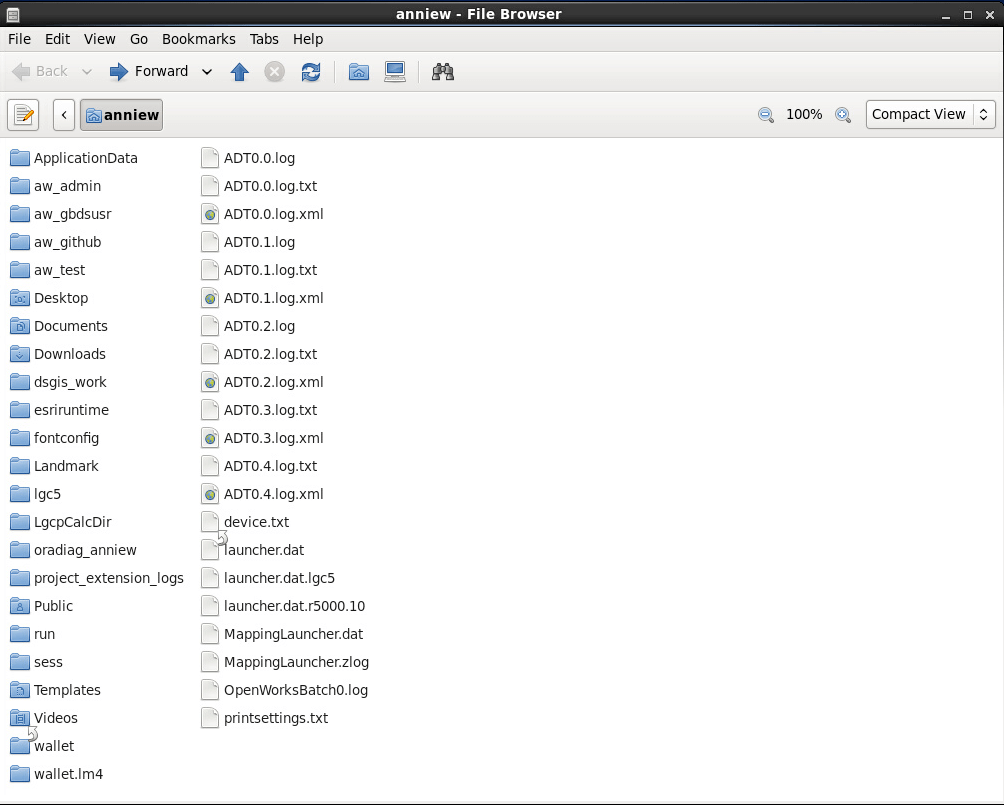 anniew - File Browser
File Edit View Go Bookmarks Tabs Help
Back Forward
anniew 100% Compact View
ApplicationData
aw_admin
aw_gbdsusr
aw_github
aw_test
Desktop
Documents
Downloads
dsgis_work
esriruntime
fontconfig
Landmark
lgc5
LgcpCalcDir
oradiag_anniew
project_extension_logs
Public
run
sess
Templates
Videos
wallet
wallet.lm4
ADT0.0.log
ADT0.0.log.txt
ADT0.0.log.xml
ADT0.1.log
ADT0.1.log.txt
ADT0.1.log.xml
ADT0.2.log
ADT0.2.log.txt
ADT0.2.log.xml
ADT0.3.log.txt
ADT0.3.log.xml
ADT0.4.log.txt
ADT0.4.log.xml
device.txt
launcher.dat
launcher.dat.lgc5
launcher.dat.r5000.10
MappingLauncher.dat
MappingLauncher.zlog
OpenWorksBatch0.log
printsettings.txt